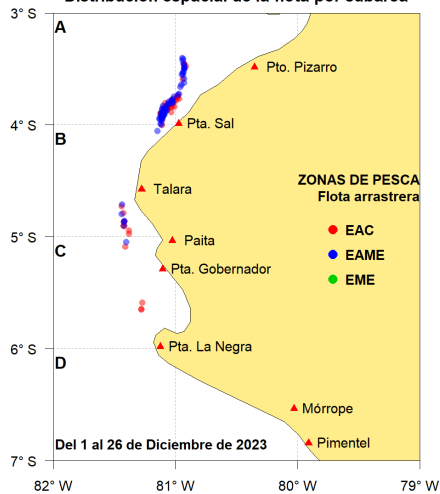 Distribución espacial de la flota por subárea
3° S
A
Pto. Pizarro
4° S
Pta. Sal
B
Talara
ZONAS DE PESCA
Flota arrastrera
EAC
5° S
Paita
C
EAME
Pta. Gobernador
EME
6° S
Pta. La Negra
D
Mórrope
Del 1 al 26 de Diciembre de 2023
Pimentel
7° S
82° W
81° W
80° W
79° W